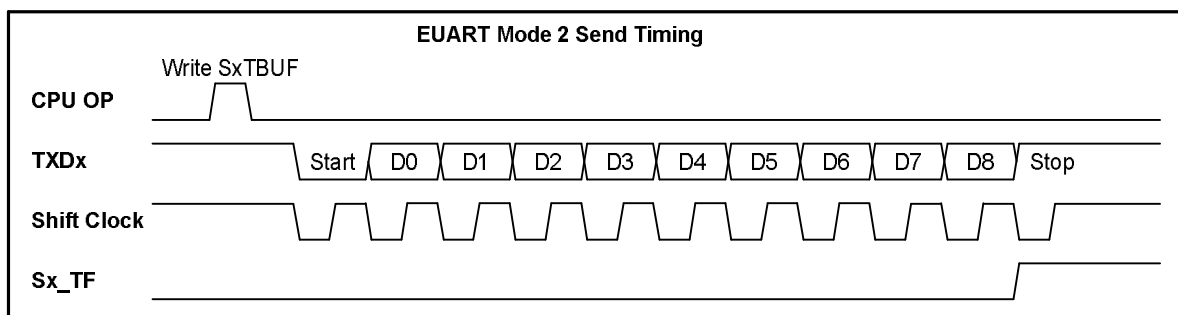 EUART Mode 2 Send Timing
Write SxTBUF
CPU OP
TXDx Start D0 D1 D2 D3 D4 D5 D6 D7 D8 Stop
Shift Clock
Sx_TF